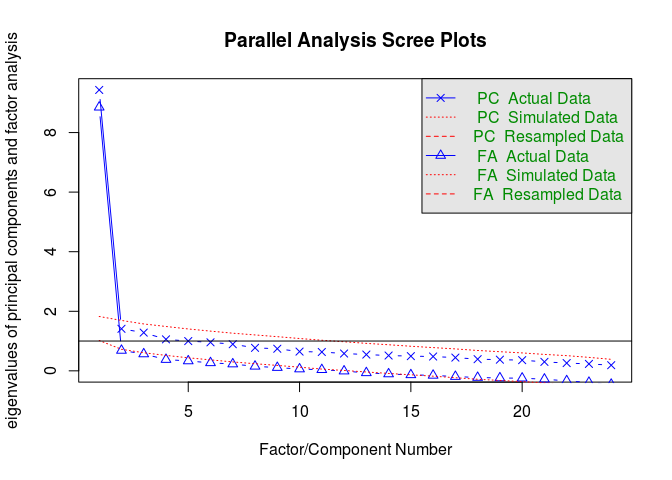 Parallel Analysis Scree Plots
eigenvalues of principal components and factor analysis
PC Actual Data
PC Simulated Data
PC Resampled Data
FA Actual Data
FA Simulated Data
FA Resampled Data
8
6
4
2
0
5 10 15 20
Factor/Component Number